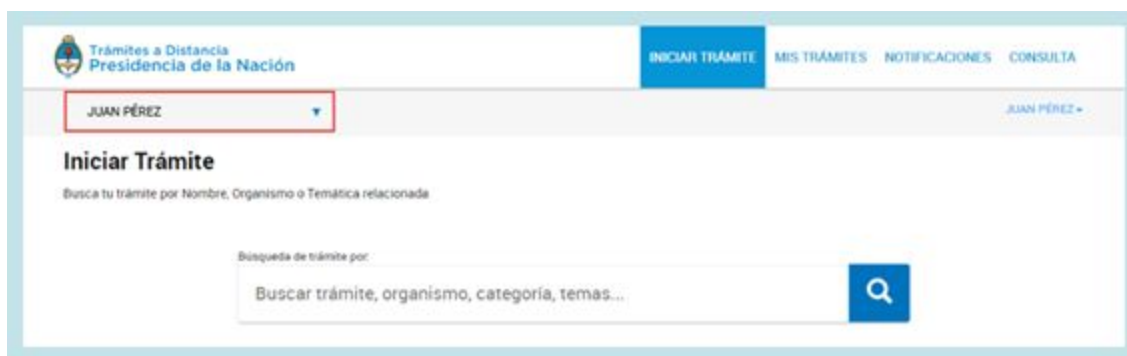 Trámites a Distancia
Presidencia de la Nación
INICIAR TRÁMITE MIS TRÁMITES NOTIFICACIONES CONSULTA
JUAN PÉREZ
JUAN PÉREZ
Iniciar Trámite
Busca tu trámite por Nombre, Organismo o Temática relacionada
Búsqueda de trámite por:
Buscar trámite, organismo, categoría, temas...